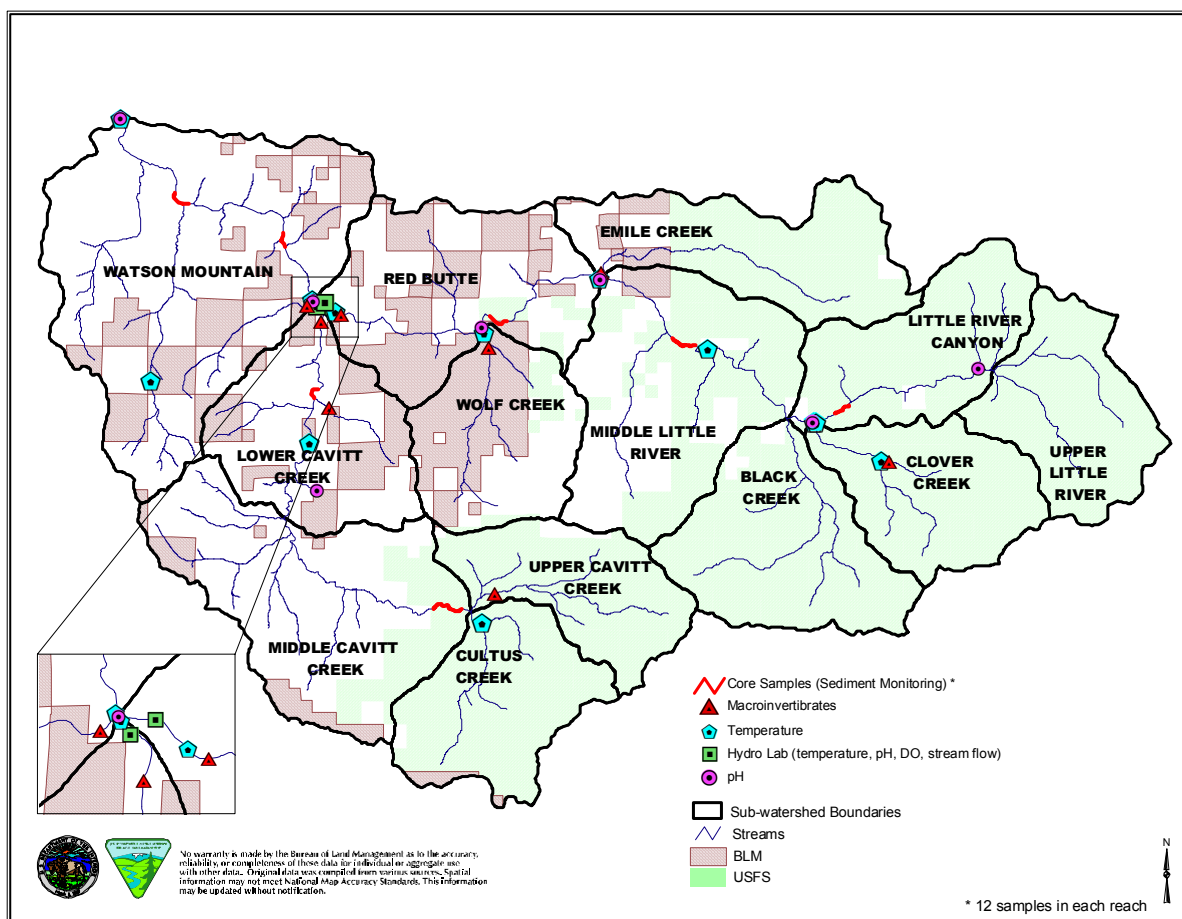 EMILE CREEK
WATSON MOUNTAIN
RED BUTTE
LITTLE RIVER
CANYON
WOLF CREEK
MIDDLE LITTLE
RIVER
LOWER CAVITT
CREEK
BLACK
CREEK
CLOVER
CREEK
UPPER
LITTLE
RIVER
UPPER CAVITT
CREEK
MIDDLE CAVITT
CREEK
CULTUS
CREEK
Core Samples (Sediment Monitoring) *
Macroinvertibrates
Temperature
Hydro Lab (temperature, pH, DO, stream flow)
pH
Sub-watershed Boundaries
Streams
BLM
USFS
No warranty is made by the Bureau of Land Management as to the accuracy,
reliability, or completeness of these data for individual or aggregate use
with other data. Original data was compiled from various sources. Spatial
information may not meet National Map Accuracy Standards. This information
may be updated without notification.
N
* 12 samples in each reach